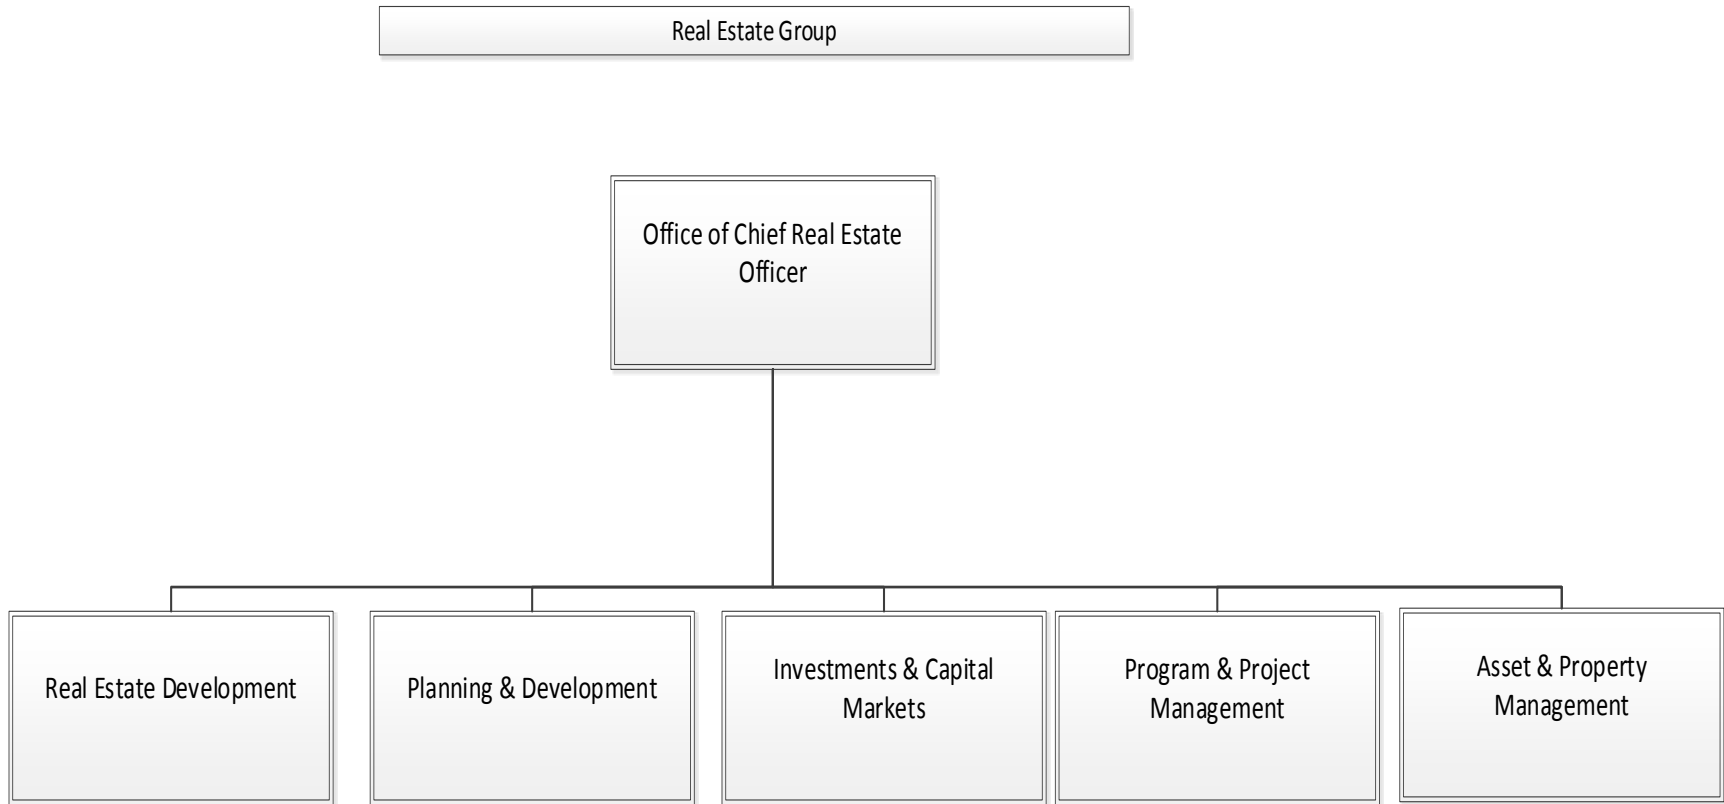 Real Estate Group
Office of Chief Real Estate
Officer
Real Estate Development
Planning & Development
Investments & Capital
Markets
Program & Project
Management
Asset & Property
Management